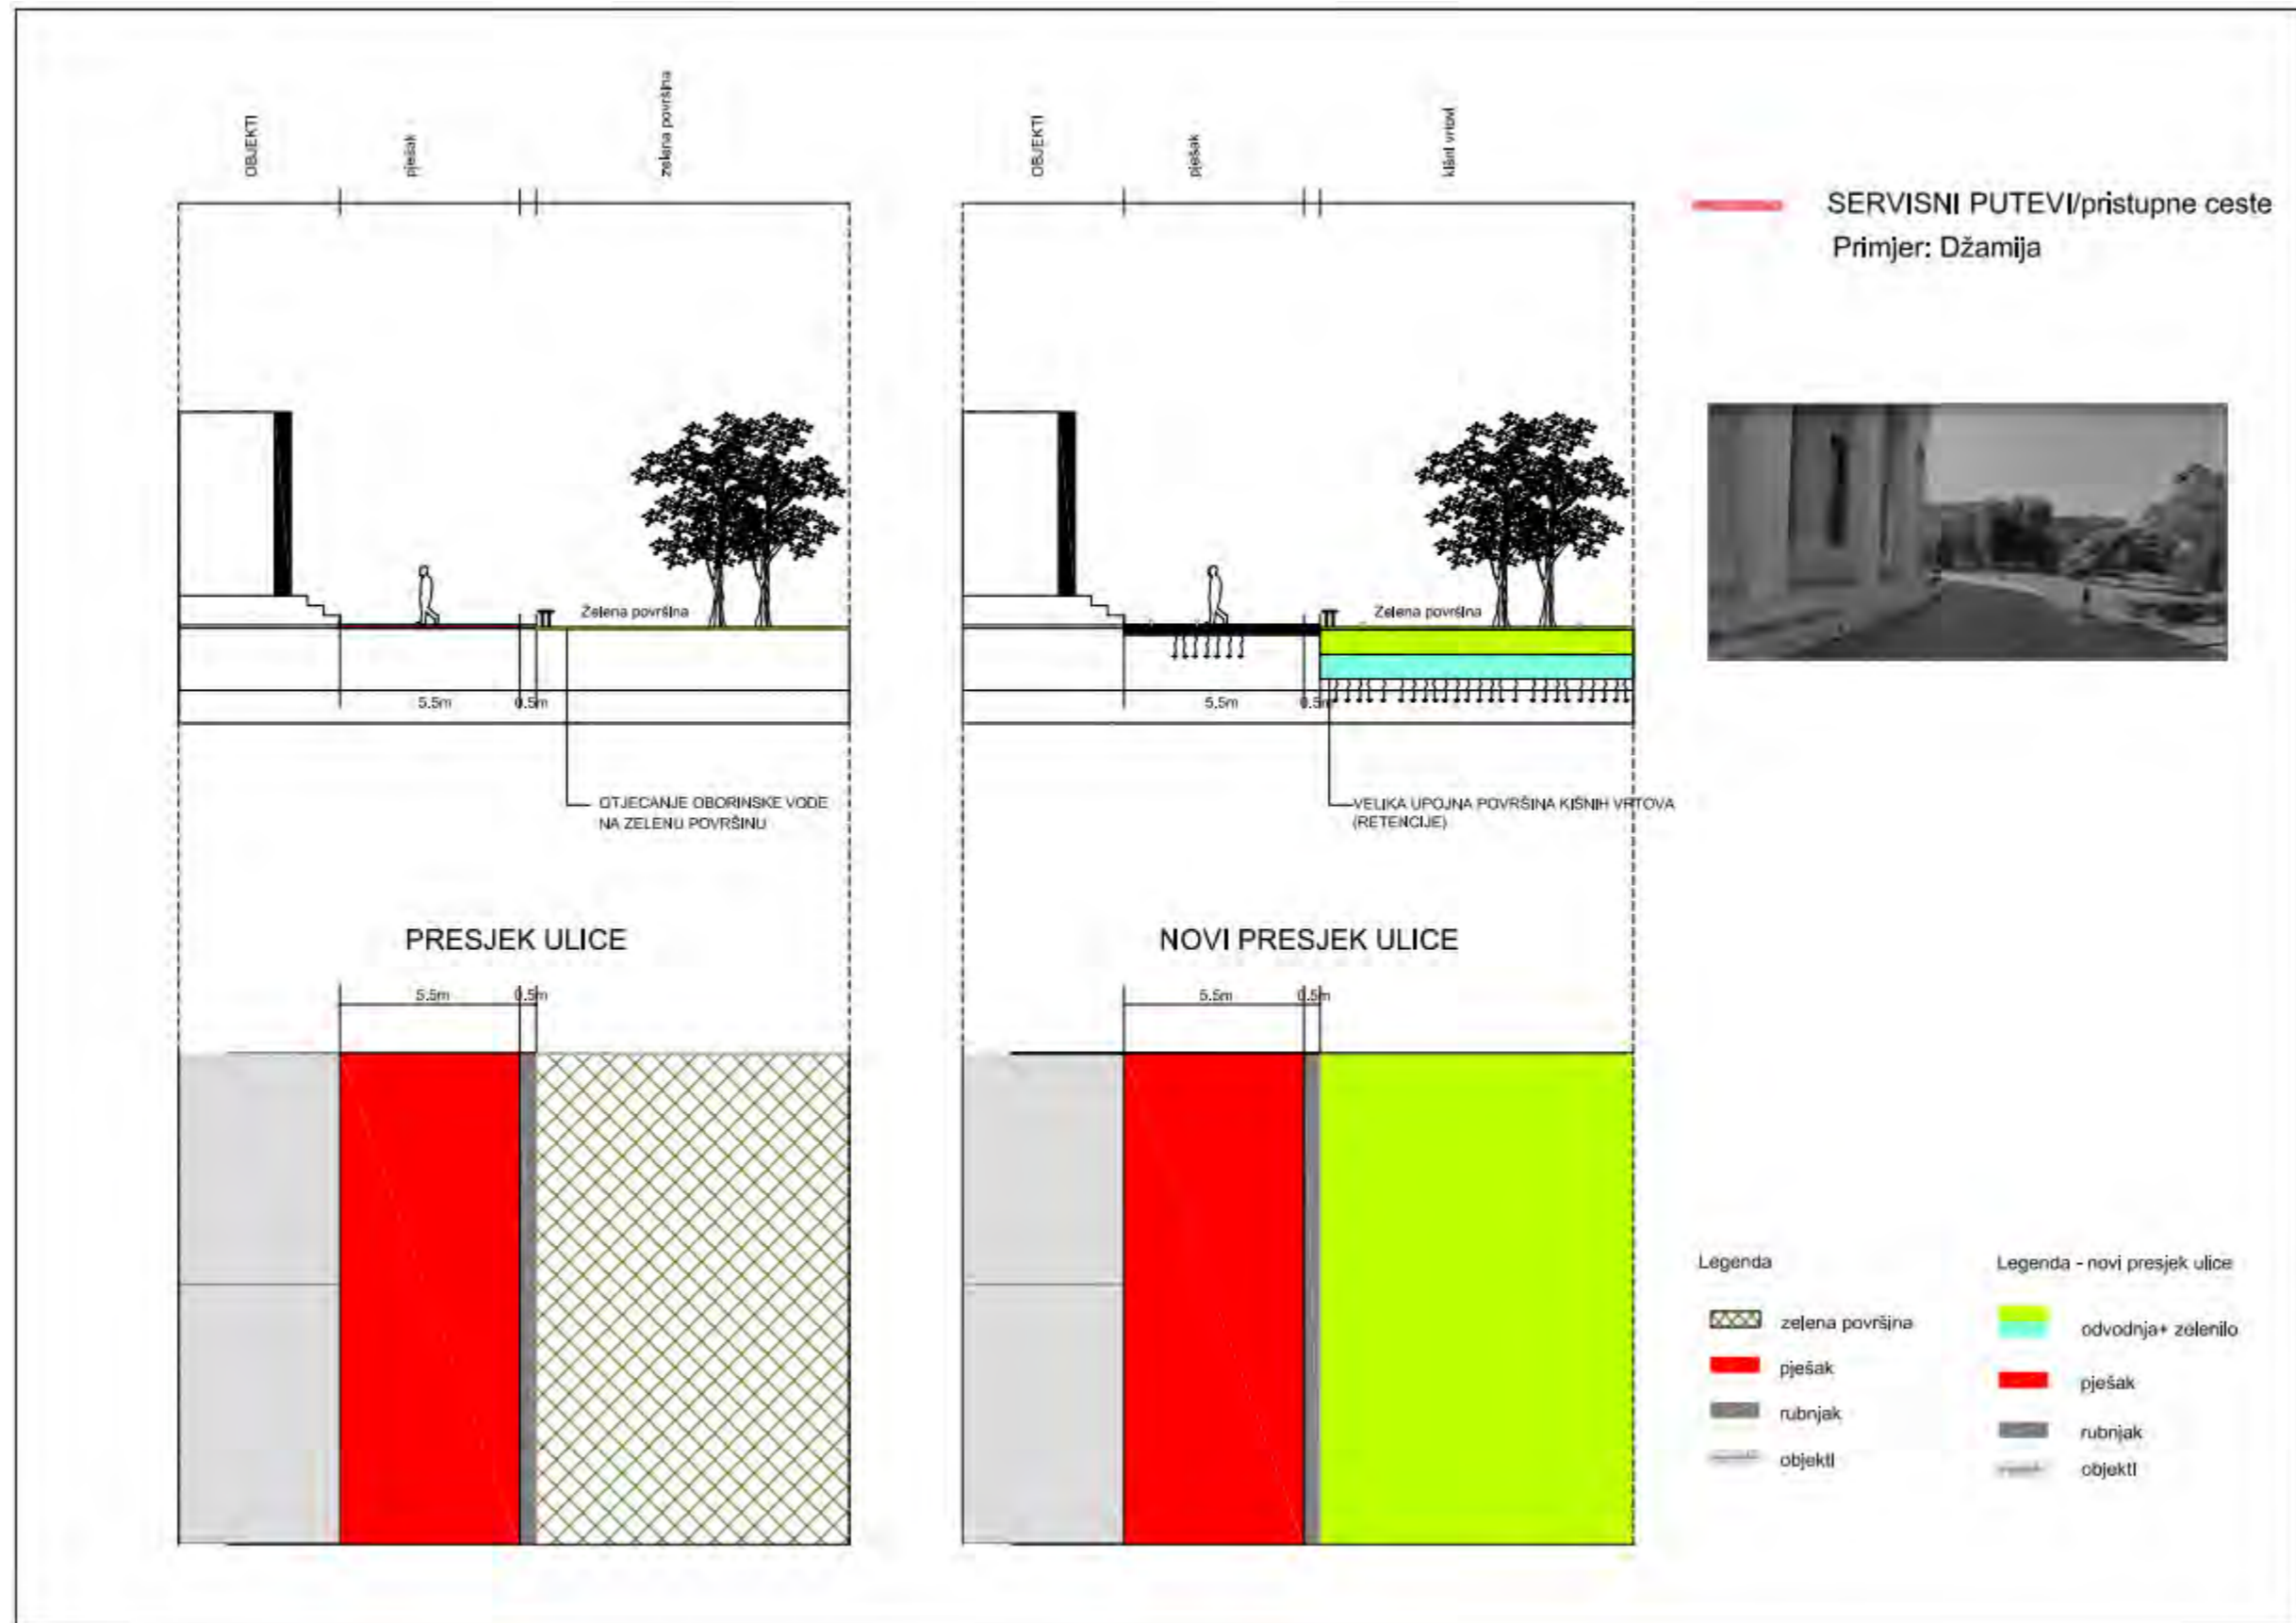 OBJEKTI
pješak
zelena površina
OBJEKTI
pješak
kišni vrtovi
SERVISNI PUTEVI/pristupne ceste
Primjer: Džamija
Zelena površina
Zelena površina
5.5m
0.5m
5.5m
0.5m
OTJECANJE OBORINSKE VODE
NA ZELENU POVRŠINU
VELIKA UPOJNA POVRŠINA KIŠNIH VRTOVA
(RETENCIJE)
PRESJEK ULICE
NOVI PRESJEK ULICE
5.5m
0.5m
5.5m
0.5m
Legenda
zelena površina
pješak
rubnjak
objekti
Legenda - novi presjek ulice
odvodnja+ zelenilo
pješak
rubnjak
objekti